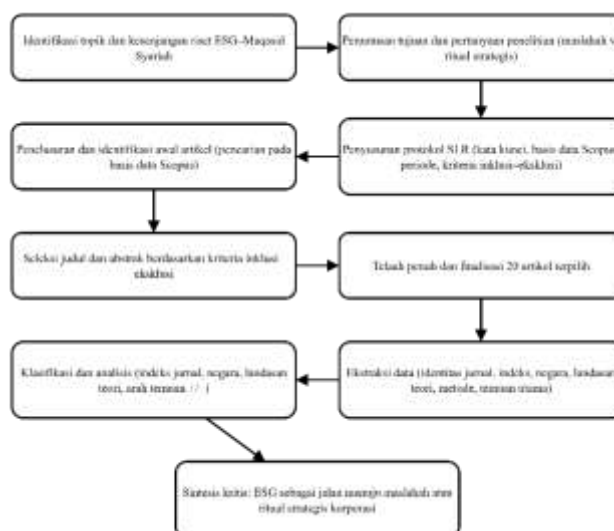 Identifikasi topik dan kesenjangan riset ESG–Maqasid
Syariah
Perumusan tujuan dan pertanyaan penelitian (maslahah v
ritual strategis)
Penyusunan protokol SLR (kata kunci, basis data Scopus
periode, kriteria inklusi–eksklusi)
Penelusuran dan identifikasi awal artikel (pencarian pada
basis data Scopus)
Seleksi judul dan abstrak berdasarkan kriteria inklusi
eksklusi
Telaah penuh dan finalisasi 20 artikel terpilih
Ekstraksi data (identitas jurnal, indeks, negara, landasan
teori, metode, temuan utama)
Klasifikasi dan analisis (indeks jurnal, negara, landasan
teori, arah temuan
Sintesis kritis: ESG sebagai jalan menuju maslahah atau
ritual strategis korporasi